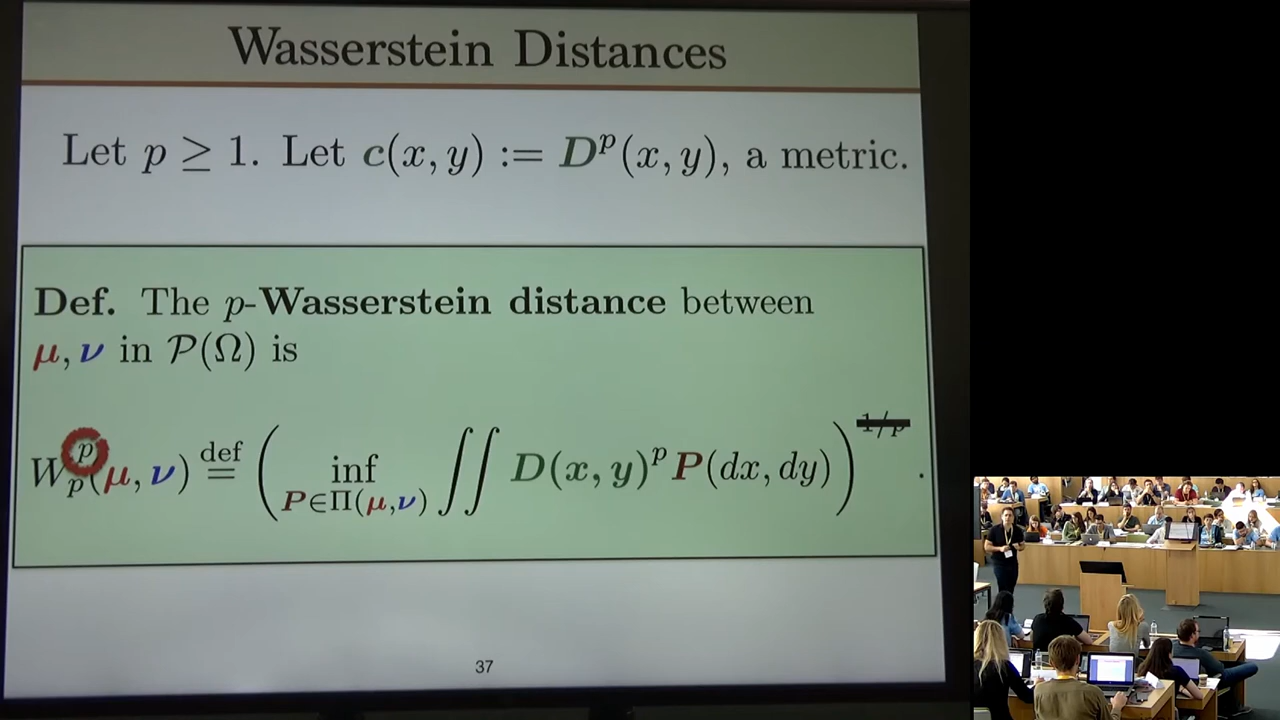 Wasserstein Distances
Let p ≥ 1. Let c(x, y) := D^p(x, y), a metric.
Def. The p-Wasserstein distance between
μ, ν in 𝒫(Ω) is
W_p^p(μ, ν) def= ( inf_{P∈Π(μ,ν)} ∬ D(x, y)^p P(dx, dy) )^{1/p} .
37